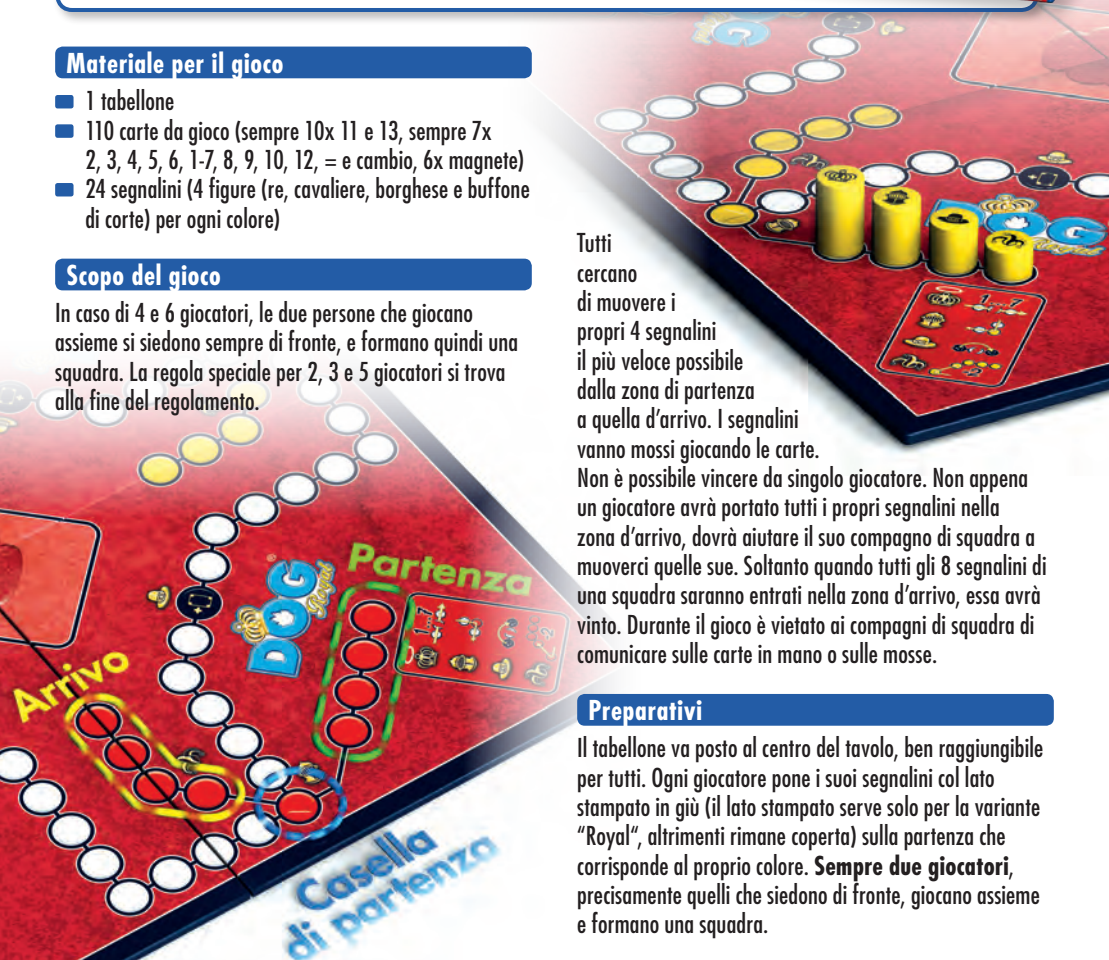 Materiale per il gioco
1 tabellone
110 carte da gioco (sempre 10x 11 e 13, sempre 7x
2, 3, 4, 5, 6, 1-7, 8, 9, 10, 12, = e cambio, 6x magnete)
24 segnalini (4 figure (re, cavaliere, borghese e buffone
di corte) per ogni colore)
Scopo del gioco
In caso di 4 e 6 giocatori, le due persone che giocano
assieme si siedono sempre di fronte, e formano quindi una
squadra. La regola speciale per 2, 3 e 5 giocatori si trova
alla fine del regolamento.
Partenza
DOG
Royal
1...7
Arrivo
Casella
di partenza
DOG
Royal
1...7
Tutti
cercano
di muovere i
propri 4 segnalini
il più veloce possibile
dalla zona di partenza
a quella d'arrivo. I segnalini
vanno mossi giocando le carte.
Non è possibile vincere da singolo giocatore. Non appena
un giocatore avrà portato tutti i propri segnalini nella
zona d'arrivo, dovrà aiutare il suo compagno di squadra a
muoverci quelle sue. Soltanto quando tutti gli 8 segnalini di
una squadra saranno entrati nella zona d'arrivo, essa avrà
vinto. Durante il gioco è vietato ai compagni di squadra di
comunicare sulle carte in mano o sulle mosse.
Preparativi
Il tabellone va posto al centro del tavolo, ben raggiungibile
per tutti. Ogni giocatore pone i suoi segnalini col lato
stampato in giù (il lato stampato serve solo per la variante
"Royal", altrimenti rimane coperta) sulla partenza che
corrisponde al proprio colore. Sempre due giocatori,
precisamente quelli che siedono di fronte, giocano assieme
e formano una squadra.